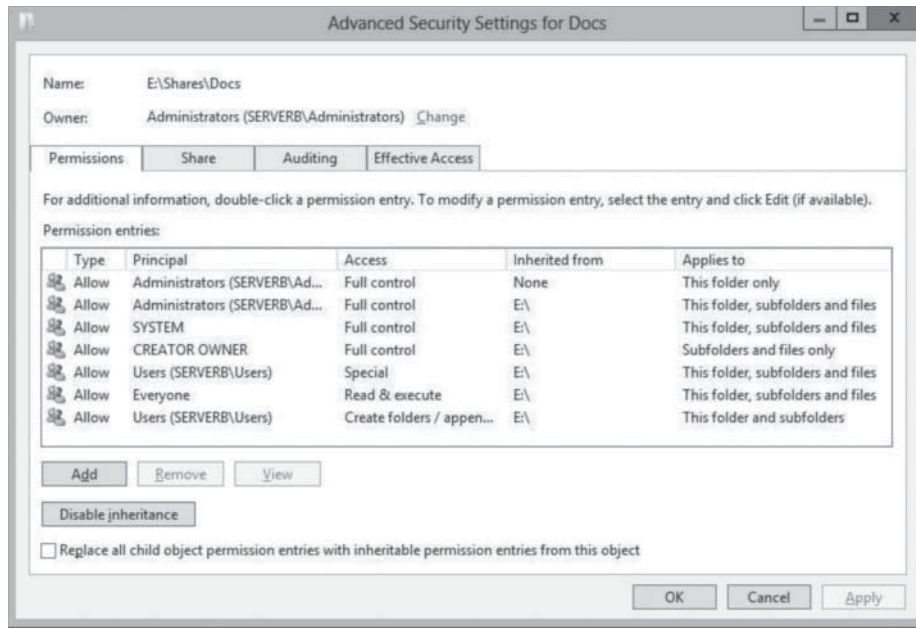 Advanced Security Settings for Docs
Name: E:\Shares\Docs
Owner: Administrators (SERVERB\Administrators) Change
Permissions Share Auditing Effective Access
For additional information, double-click a permission entry. To modify a permission entry, select the entry and click Edit (if available).
Permission entries:
Type Principal Access Inherited from Applies to
Allow Administrators (SERVERB\Ad... Full control None This folder only
Allow Administrators (SERVERB\Ad... Full control E:\ This folder, subfolders and files
Allow SYSTEM Full control E:\ This folder, subfolders and files
Allow CREATOR OWNER Full control E:\ Subfolders and files only
Allow Users (SERVERB\Users) Special E:\ This folder, subfolders and files
Allow Everyone Read & execute E:\ This folder, subfolders and files
Allow Users (SERVERB\Users) Create folders / appen... E:\ This folder and subfolders
Add Remove View
Disable inheritance
Replace all child object permission entries with inheritable permission entries from this object
OK Cancel Apply